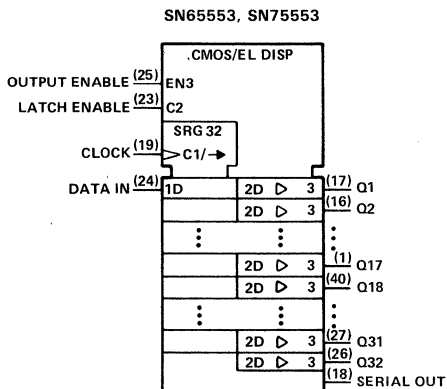 SN65553, SN75553
.CMOS/EL DISP
OUTPUT ENABLE (25) EN3
LATCH ENABLE (23) C2
SRG 32
CLOCK (19) C1/→
DATA IN (24) 1D 2D ▷ 3 (17) Q1
2D ▷ 3 (16) Q2
2D ▷ 3 (1) Q17
2D ▷ 3 (40) Q18
2D ▷ 3 (27) Q31
2D ▷ 3 (26) Q32
(18) SERIAL OUT